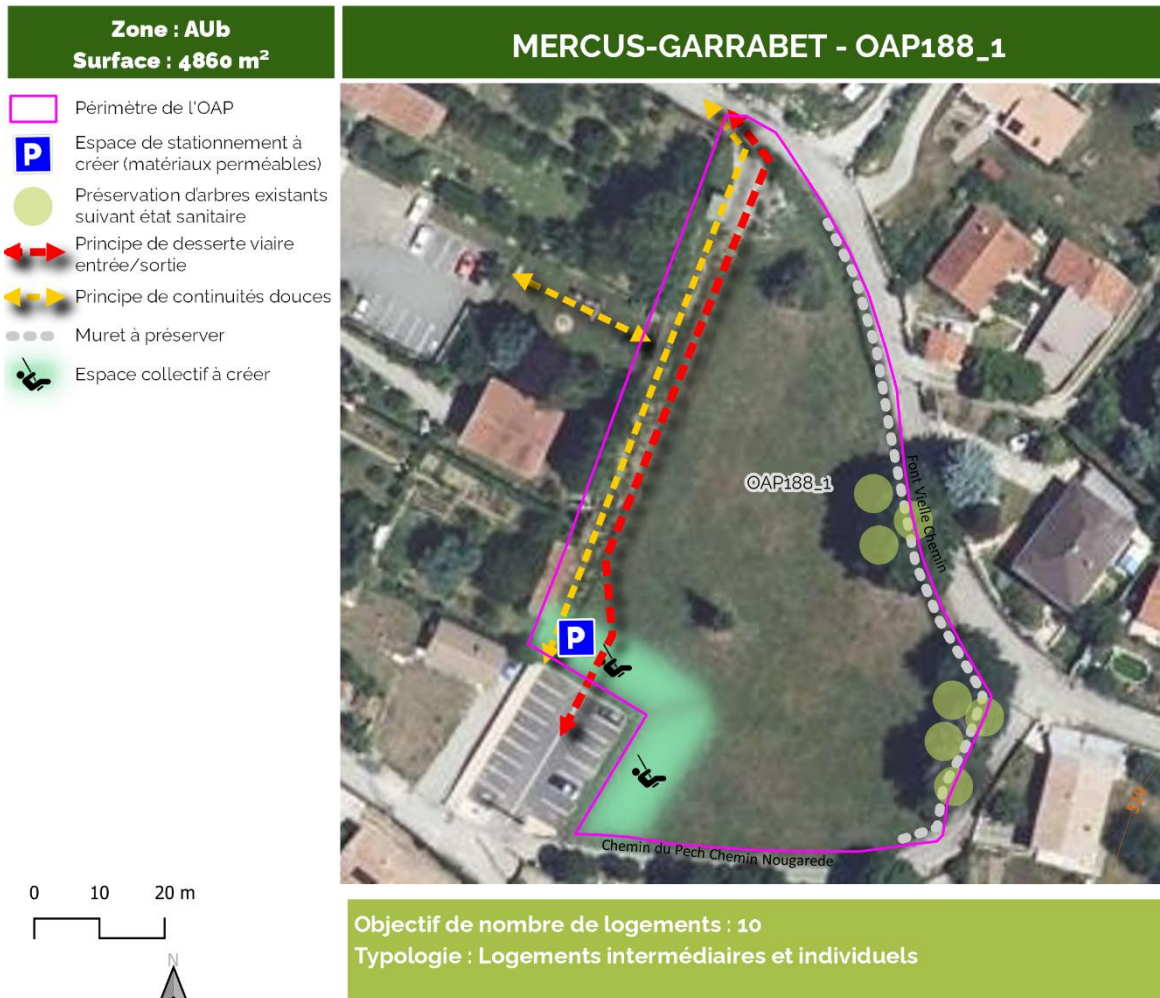 Zone : AUb
Surface : 4860 m²
MERCUS-GARRABET - OAP188_1
Périmètre de l'OAP
P
Espace de stationnement à
créer (matériaux perméables)
Préservation d'arbres existants
suivant état sanitaire
Principe de desserte viaire
entrée/sortie
Principe de continuités douces
Muret à préserver
Espace collectif à créer
OAP188_1
Font Vielle Chemin
P
Chemin du Pech Chemin Nougarede
0 10 20 m
N
Objectif de nombre de logements : 10
Typologie : Logements intermédiaires et individuels